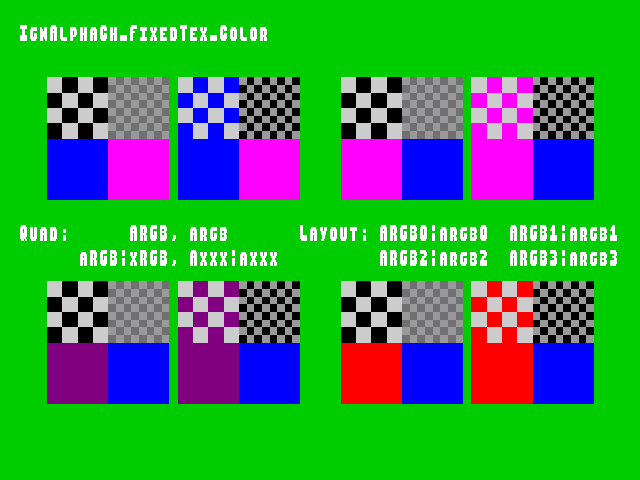 IgnAlphaCh_FixedTex_Color
Quad: ARGB, argb Layout: ARGB0|argb0 ARGB1|argb1
aRGB|xRGB, Axxx|axxx ARGB2|argb2 ARGB3|argb3